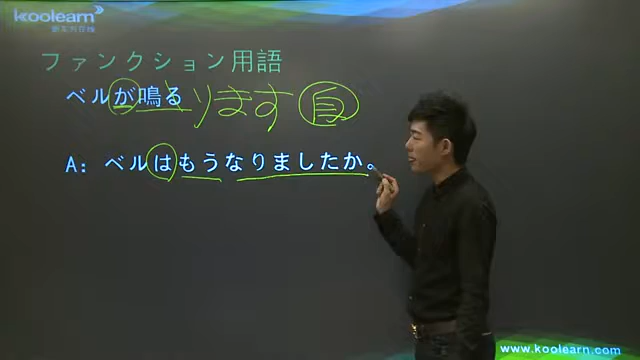 koolearn
新东方在线
ファンクション用語
ベルが鳴る ります 自
A：ベルはもうなりましたか。
www.koolearn.com